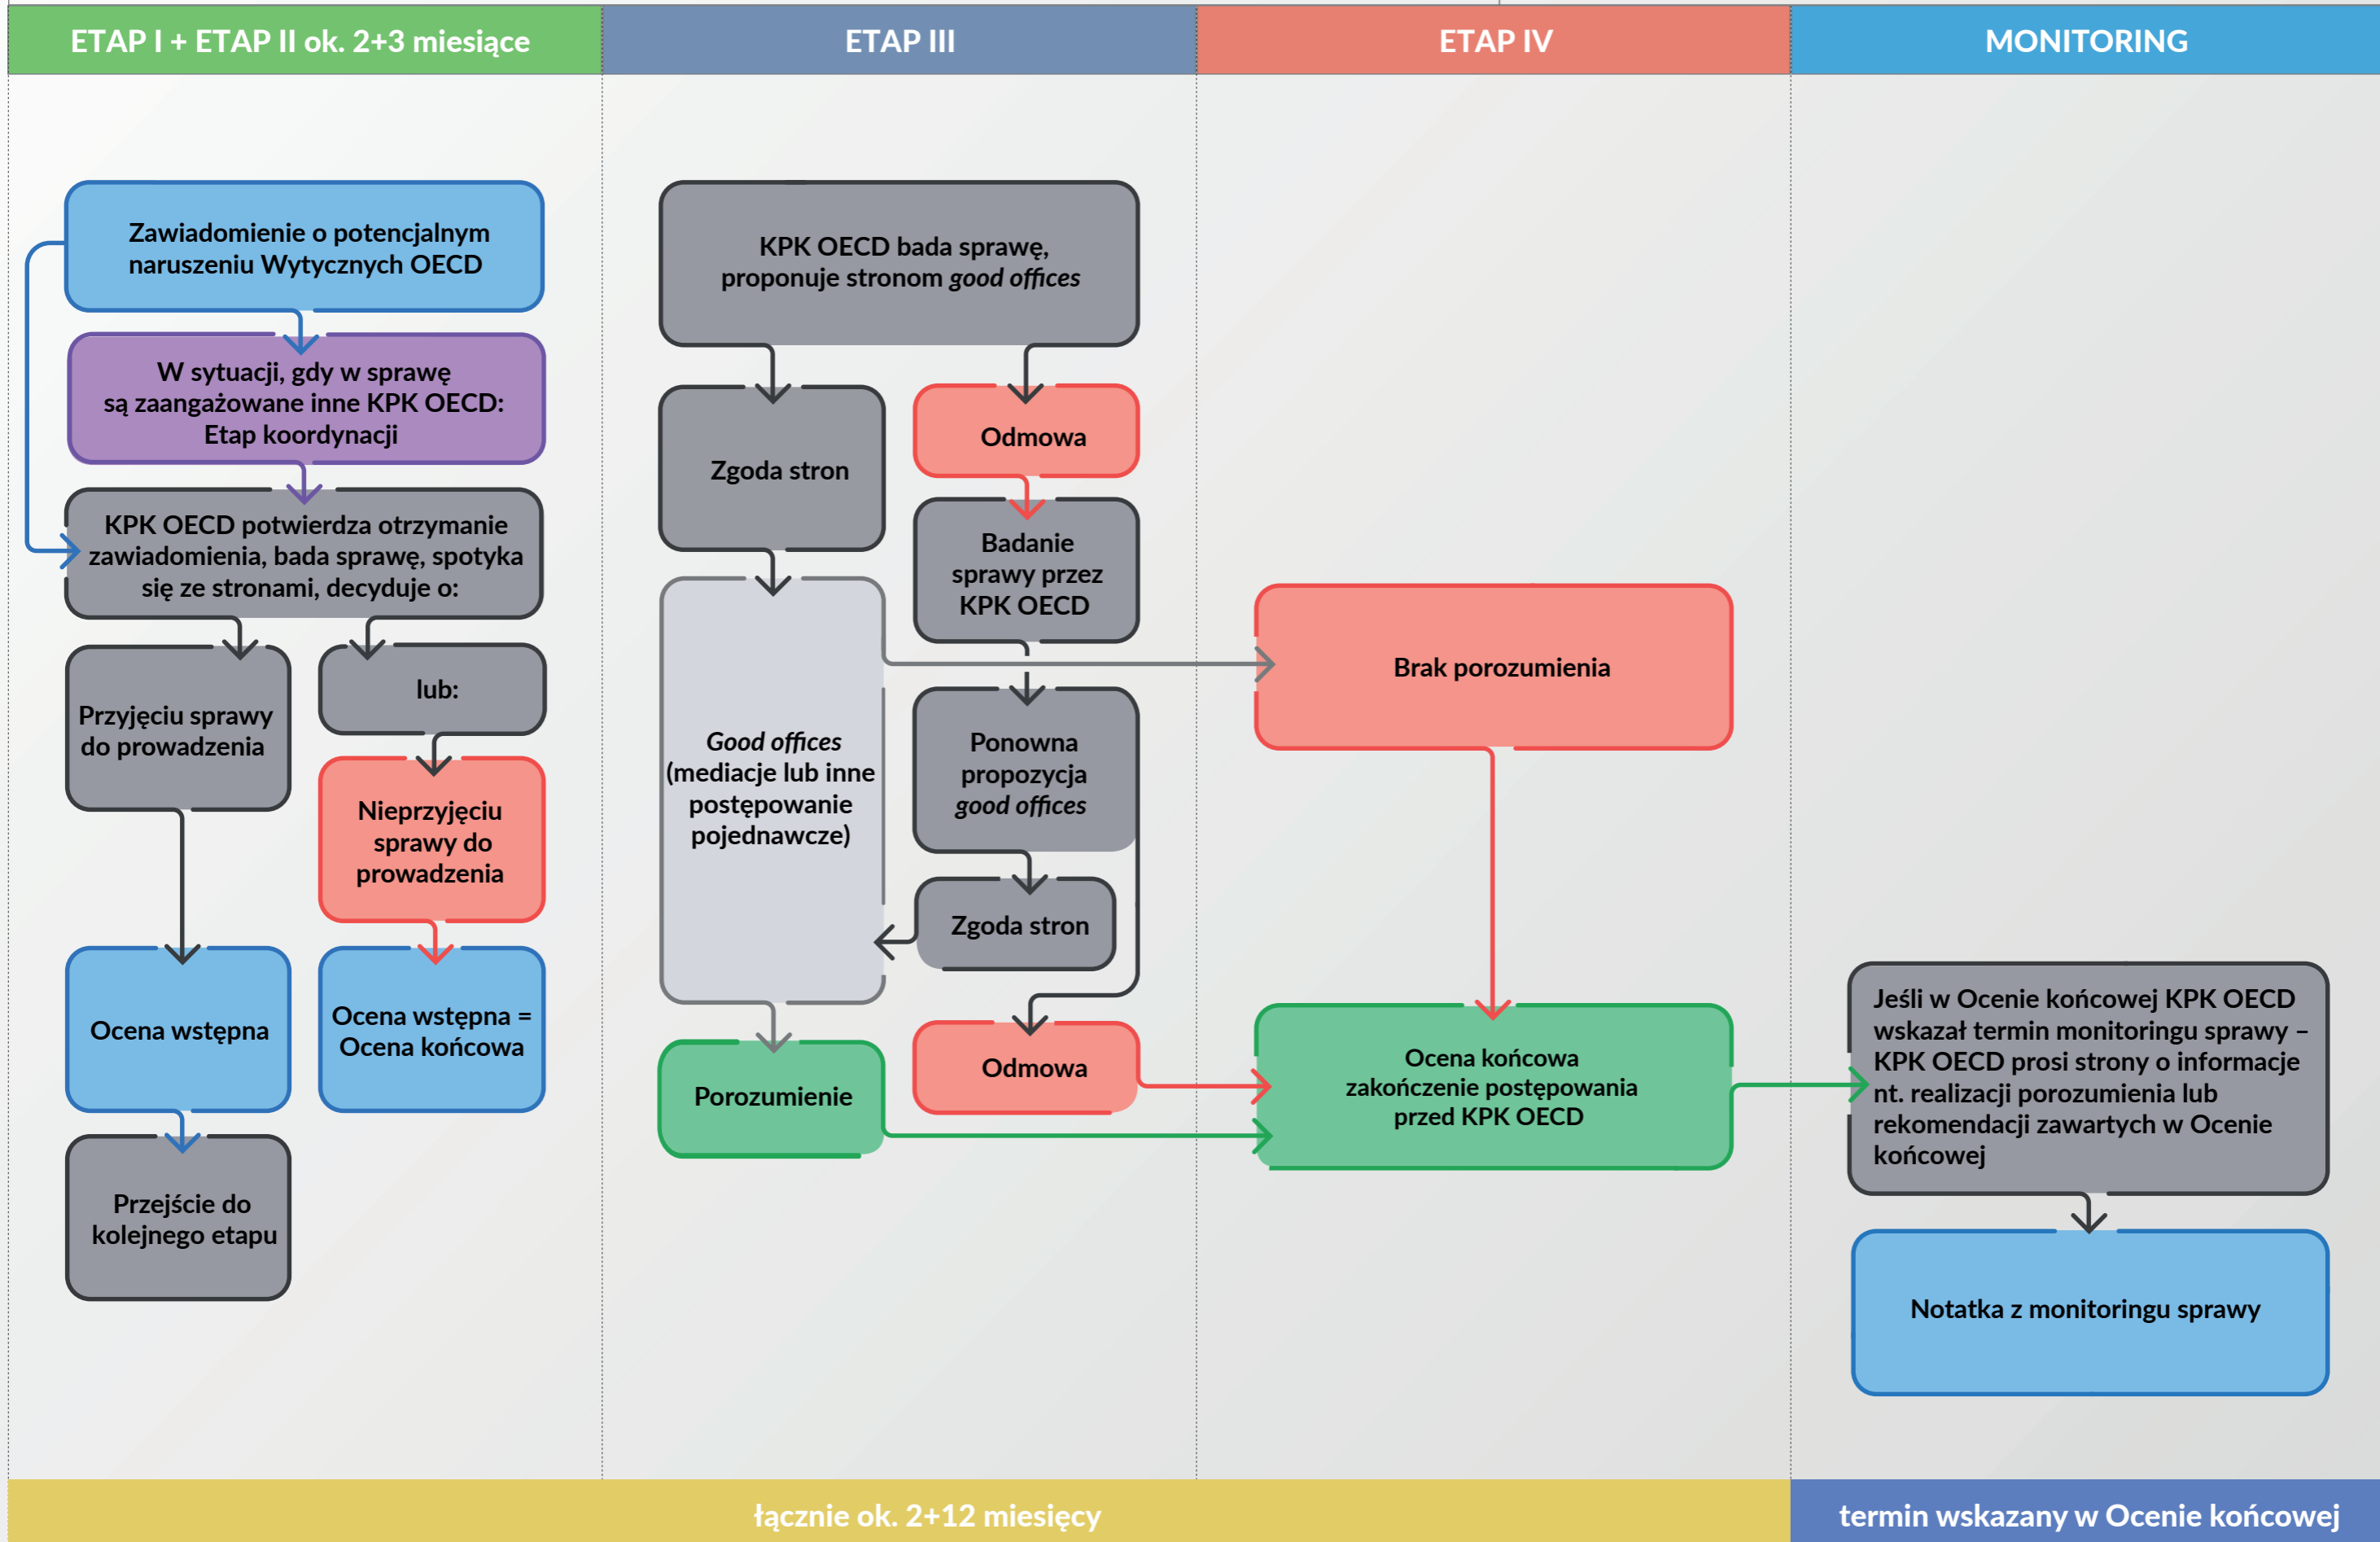 ETAP I + ETAP II ok. 2+3 miesiące
ETAP III
ETAP IV
MONITORING
Zawiadomienie o potencjalnym
naruszeniu Wytycznych OECD
W sytuacji, gdy w sprawę
są zaangażowane inne KPK OECD:
Etap koordynacji
KPK OECD potwierdza otrzymanie
zawiadomienia, bada sprawę, spotyka
się ze stronami, decyduje o:
Przyjęciu sprawy
do prowadzenia
lub:
Nieprzyjęciu
sprawy do
prowadzenia
Ocena wstępna
Ocena wstępna =
Ocena końcowa
Przejście do
kolejnego etapu
KPK OECD bada sprawę,
proponuje stronom good offices
Zgoda stron
Odmowa
Badanie
sprawy przez
KPK OECD
Good offices
(mediacje lub inne
postępowanie
pojednawcze)
Ponowna
propozycja
good offices
Zgoda stron
Odmowa
Porozumienie
Brak porozumienia
Ocena końcowa
zakończenie postępowania
przed KPK OECD
Jeśli w Ocenie końcowej KPK OECD
wskazał termin monitoringu sprawy –
KPK OECD prosi strony o informacje
nt. realizacji porozumienia lub
rekomendacji zawartych w Ocenie
końcowej
Notatka z monitoringu sprawy
łącznie ok. 2+12 miesięcy
termin wskazany w Ocenie końcowej